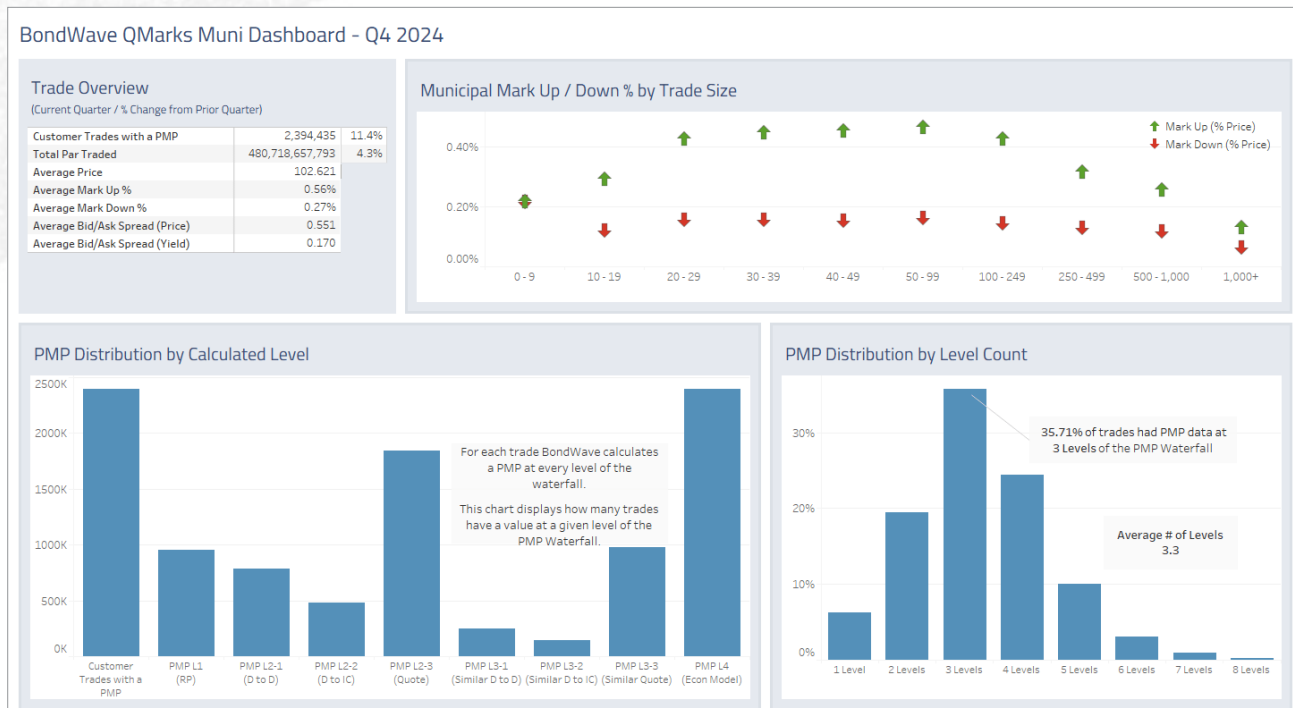 BondWave QMarks Muni Dashboard - Q4 2024
Trade Overview
(Current Quarter / % Change from Prior Quarter)
Customer Trades with a PMP 2,394,435 11.4%
Total Par Traded 480,718,657,793 4.3%
Average Price 102.621
Average Mark Up % 0.56%
Average Mark Down % 0.27%
Average Bid/Ask Spread (Price) 0.551
Average Bid/Ask Spread (Yield) 0.170
Municipal Mark Up / Down % by Trade Size
Mark Up (% Price)
Mark Down (% Price)
0.40%
0.20%
0.00%
0 - 9 10 - 19 20 - 29 30 - 39 40 - 49 50 - 99 100 - 249 250 - 499 500 - 1,000 1,000+
PMP Distribution by Calculated Level
2500K
2000K
1500K
1000K
500K
0K
For each trade BondWave calculates
a PMP at every level of the
waterfall.
This chart displays how many trades
have a value at a given level of the
PMP Waterfall.
Customer PMP L1 PMP L2-1 PMP L2-2 PMP L2-3 PMP L3-1 PMP L3-2 PMP L3-3 PMP L4
Trades with a (RP) (D to D) (D to IC) (Quote) (Similar D to D) (Similar D to IC) (Similar Quote) (Econ Model)
PMP
PMP Distribution by Level Count
30%
20%
10%
0%
35.71% of trades had PMP data at
3 Levels of the PMP Waterfall
Average # of Levels
3.3
1 Level 2 Levels 3 Levels 4 Levels 5 Levels 6 Levels 7 Levels 8 Levels